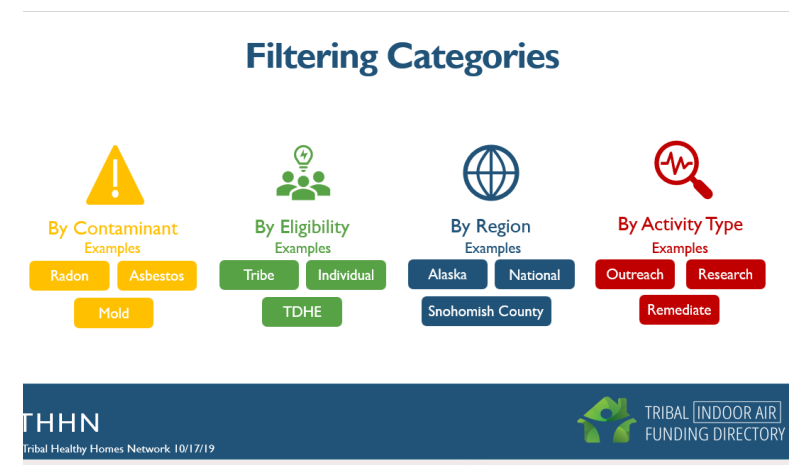 Filtering Categories
By Contaminant
Examples
Radon
Asbestos
Mold
By Eligibility
Examples
Tribe
Individual
TDHE
By Region
Examples
Alaska
National
Snohomish County
By Activity Type
Examples
Outreach
Research
Remediate
THHN
Tribal Healthy Homes Network 10/17/19
TRIBAL INDOOR AIR
FUNDING DIRECTORY